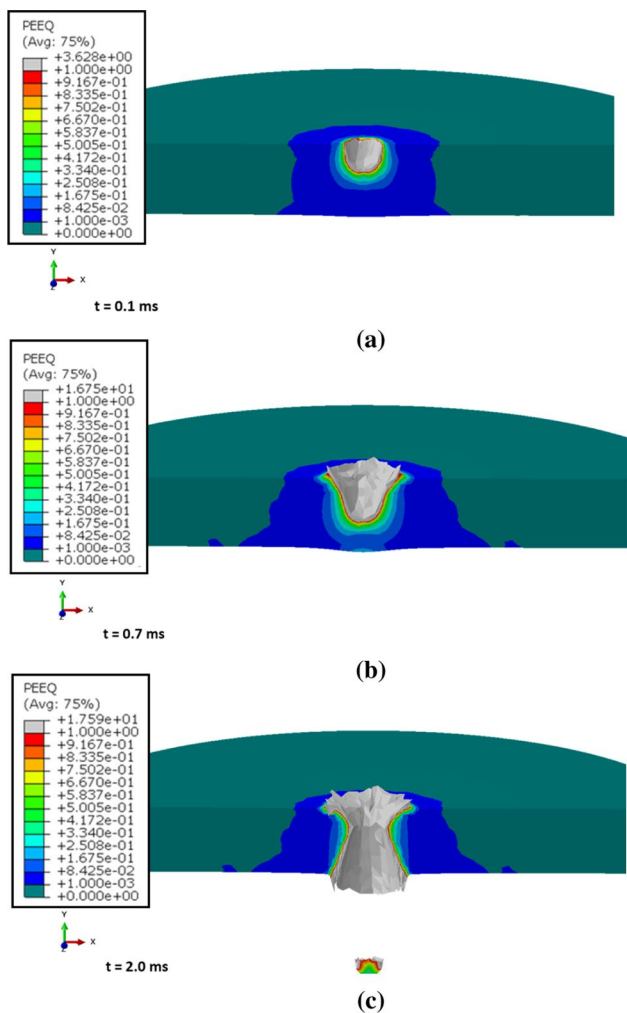 PEEQ
(Avg: 75%)
+3.628e+00
+1.000e+00
+9.167e-01
+8.335e-01
+7.502e-01
+6.670e-01
+5.837e-01
+5.005e-01
+4.172e-01
+3.340e-01
+2.508e-01
+1.675e-01
+8.425e-02
+1.000e-03
+0.000e+00
Y
Z X
t = 0.1 ms
(a)
PEEQ
(Avg: 75%)
+1.675e+01
+1.000e+00
+9.167e-01
+8.335e-01
+7.502e-01
+6.670e-01
+5.837e-01
+5.005e-01
+4.172e-01
+3.340e-01
+2.508e-01
+1.675e-01
+8.425e-02
+1.000e-03
+0.000e+00
Y
Z X
t = 0.7 ms
(b)
PEEQ
(Avg: 75%)
+1.759e+01
+1.000e+00
+9.167e-01
+8.335e-01
+7.502e-01
+6.670e-01
+5.837e-01
+5.005e-01
+4.172e-01
+3.340e-01
+2.508e-01
+1.675e-01
+8.425e-02
+1.000e-03
+0.000e+00
Y
Z X
t = 2.0 ms
(c)